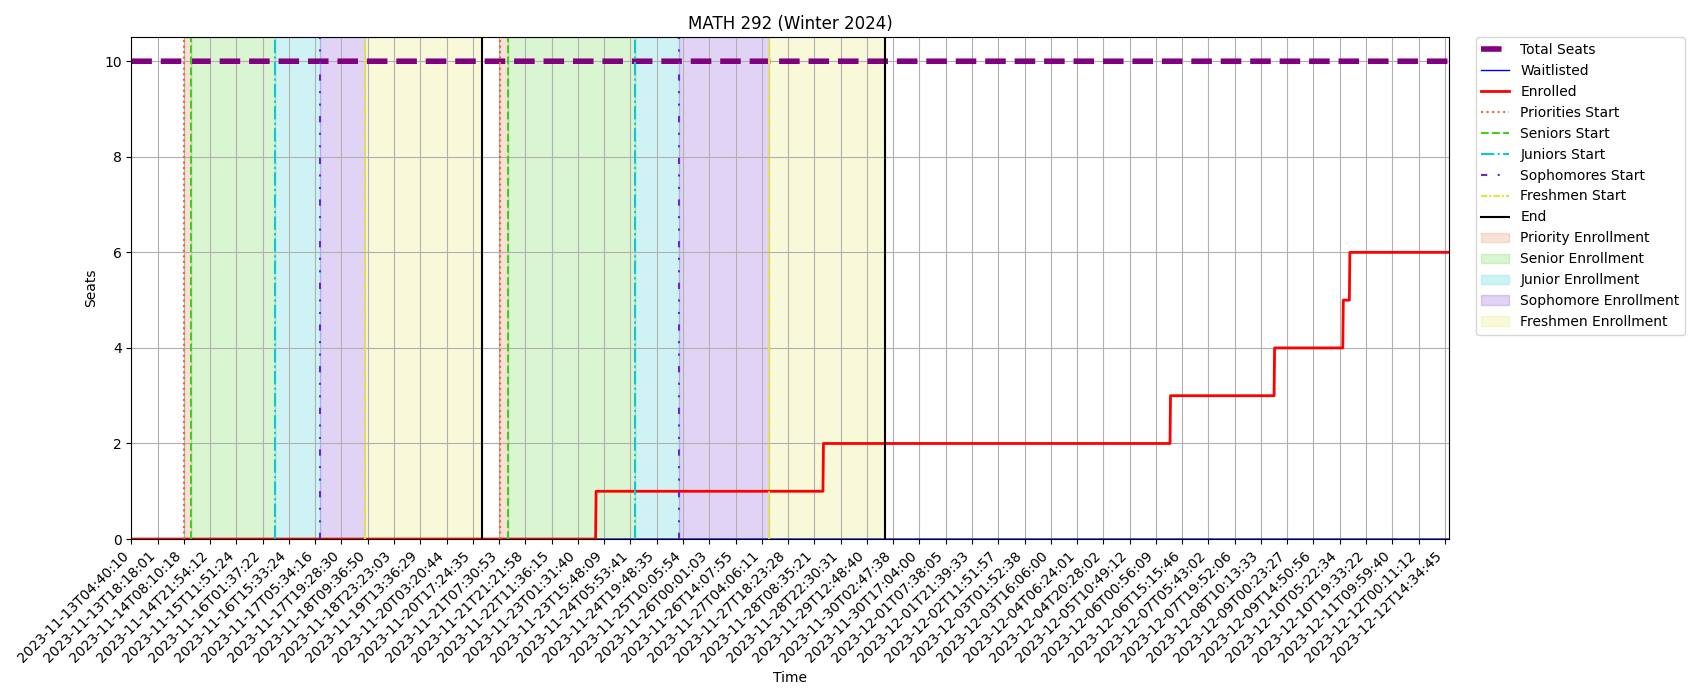 MATH 292 (Winter 2024)
Seats
10
8
6
4
2
0
2023-11-13T04:40:10
2023-11-13T18:18:01
2023-11-14T08:10:18
2023-11-14T21:54:12
2023-11-15T11:51:24
2023-11-16T01:37:22
2023-11-16T15:33:24
2023-11-17T05:34:16
2023-11-17T19:28:30
2023-11-18T09:36:50
2023-11-18T23:23:03
2023-11-19T13:36:29
2023-11-20T03:20:44
2023-11-20T17:24:35
2023-11-21T07:30:53
2023-11-21T21:21:58
2023-11-22T11:36:15
2023-11-23T01:31:40
2023-11-23T15:48:09
2023-11-24T05:53:41
2023-11-24T19:48:35
2023-11-25T10:05:54
2023-11-26T00:01:03
2023-11-26T14:07:55
2023-11-27T04:06:11
2023-11-27T18:23:28
2023-11-28T08:35:21
2023-11-28T22:30:31
2023-11-29T12:48:40
2023-11-30T02:47:38
2023-11-30T17:04:00
2023-12-01T07:38:05
2023-12-01T21:39:33
2023-12-02T11:51:57
2023-12-03T01:52:38
2023-12-03T16:06:00
2023-12-04T06:24:01
2023-12-04T20:28:02
2023-12-05T10:49:12
2023-12-06T00:56:09
2023-12-06T15:15:46
2023-12-07T05:43:02
2023-12-07T19:52:06
2023-12-08T10:13:33
2023-12-09T00:23:27
2023-12-09T14:50:56
2023-12-10T05:22:34
2023-12-10T19:33:22
2023-12-11T09:59:40
2023-12-12T00:11:12
2023-12-12T14:34:45
Time
Total Seats
Waitlisted
Enrolled
Priorities Start
Seniors Start
Juniors Start
Sophomores Start
Freshmen Start
End
Priority Enrollment
Senior Enrollment
Junior Enrollment
Sophomore Enrollment
Freshmen Enrollment